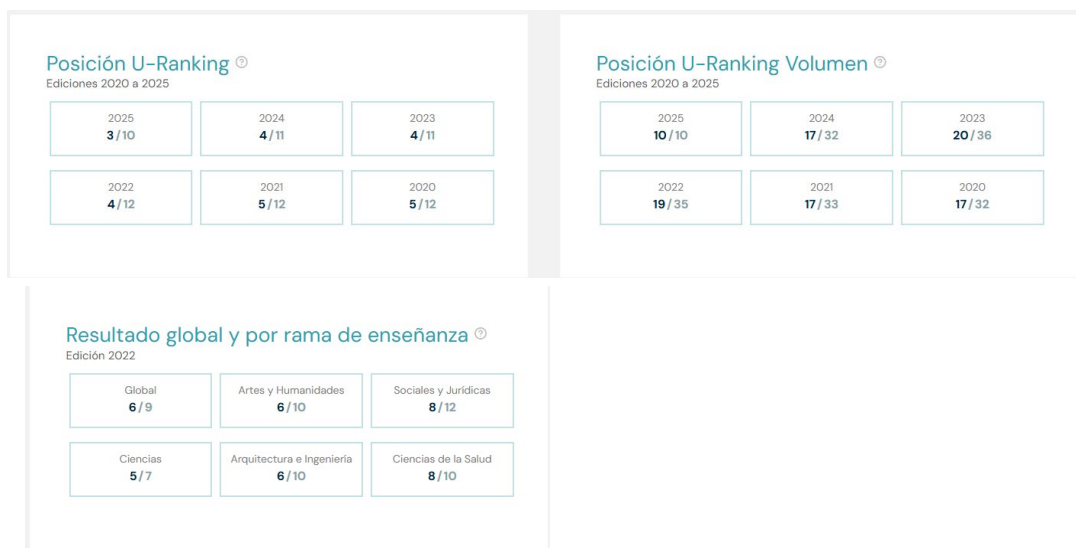 Posición U-Ranking ?
Ediciones 2020 a 2025
2025 2024 2023
3/10 4/11 4/11
2022 2021 2020
4/12 5/12 5/12
Posición U-Ranking Volumen ?
Ediciones 2020 a 2025
2025 2024 2023
10/10 17/32 20/36
2022 2021 2020
19/35 17/33 17/32
Resultado global y por rama de enseñanza ?
Edición 2022
Global Artes y Humanidades Sociales y Jurídicas
6/9 6/10 8/12
Ciencias Arquitectura e Ingeniería Ciencias de la Salud
5/7 6/10 8/10